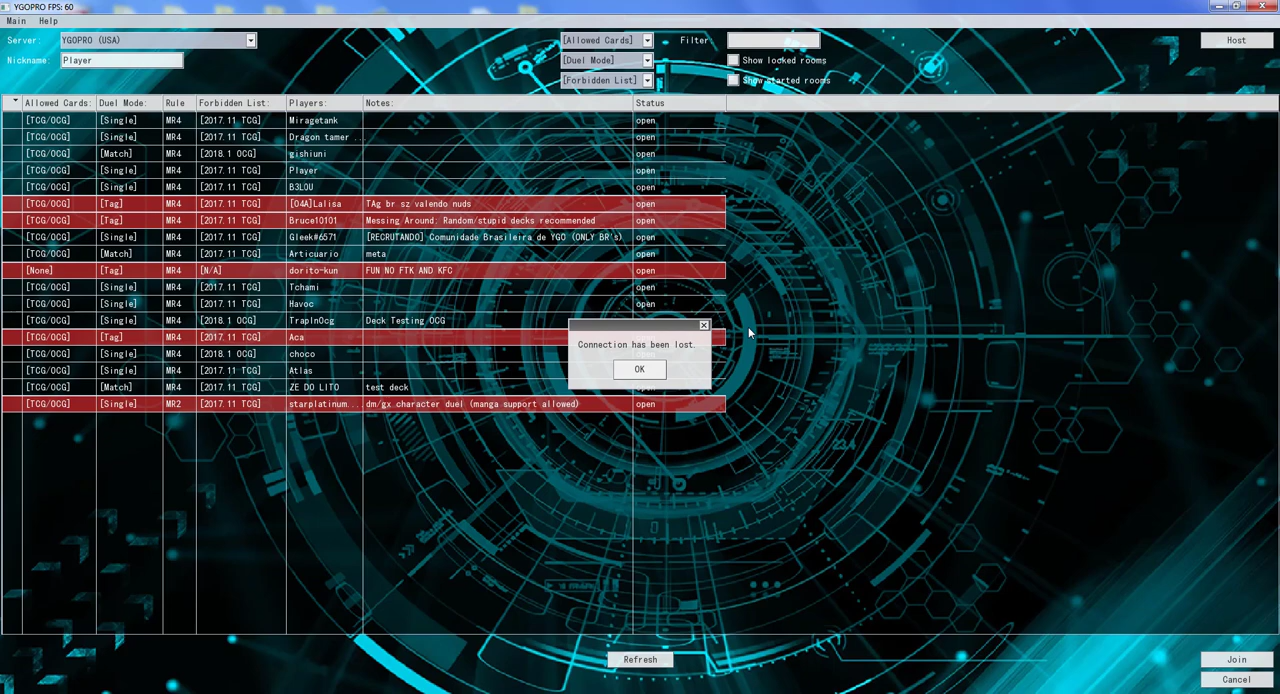 YGOPRO FPS: 60
Main Help
Server: YGOPRO (USA) [Allowed Cards] Filter: Host
Nickname: Player [Duel Mode] Show locked rooms
[Forbidden List] Show started rooms
Allowed Cards: Duel Mode: Rule Forbidden List: Players: Notes: Status
[TCG/OCG] [Single] MR4 [2017.11 TCG] Miragetank open
[TCG/OCG] [Single] MR4 [2017.11 TCG] Dragon tamer ... open
[TCG/OCG] [Match] MR4 [2018.1 OCG] gishiuni open
[TCG/OCG] [Single] MR4 [2017.11 TCG] Player open
[TCG/OCG] [Single] MR4 [2017.11 TCG] B3LOU open
[TCG/OCG] [Tag] MR4 [2017.11 TCG] [04A]Lalisa TAg br sz valendo nuds open
[TCG/OCG] [Tag] MR4 [2017.11 TCG] Bruce10101 Messing Around: Random/stupid decks recommended open
[TCG/OCG] [Single] MR4 [2017.11 TCG] Gleek#6571 [RECRUTANDO] Comunidade Brasileira de YGO (ONLY BR's) open
[TCG/OCG] [Match] MR4 [2017.11 TCG] Articuario meta open
[None] [Tag] MR4 [N/A] dorito-kun FUN NO FTK AND KFC open
[TCG/OCG] [Single] MR4 [2017.11 TCG] Tchami open
[TCG/OCG] [Single] MR4 [2017.11 TCG] Havoc open
[TCG/OCG] [Single] MR4 [2018.1 OCG] TrapInOcg Deck Testing OCG
[TCG/OCG] [Tag] MR4 [2017.11 TCG] Aca
[TCG/OCG] [Single] MR4 [2018.1 OCG] choco
[TCG/OCG] [Single] MR4 [2017.11 TCG] Atlas
[TCG/OCG] [Match] MR4 [2017.11 TCG] ZE DO LITO test deck
[TCG/OCG] [Single] MR2 [2017.11 TCG] starplatinum... dm/gx character duel (manga support allowed) open
Connection has been lost.
OK
Refresh
Join
Cancel